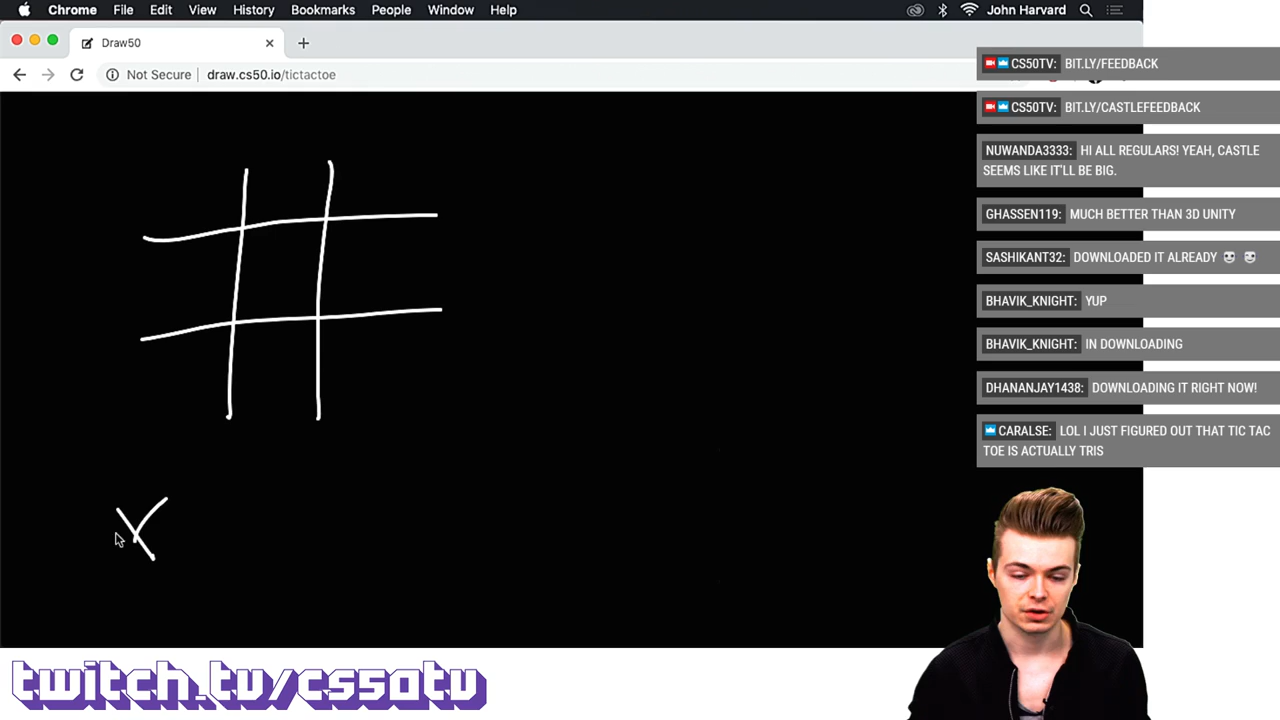 Chrome File Edit View History Bookmarks People Window Help John Harvard
Draw50
Not Secure draw.cs50.io/tictactoe
CS50TV: BIT.LY/FEEDBACK
CS50TV: BIT.LY/CASTLEFEEDBACK
NUWANDA3333: HI ALL REGULARS! YEAH, CASTLE
SEEMS LIKE IT'LL BE BIG.
GHASSEN119: MUCH BETTER THAN 3D UNITY
SASHIKANT32: DOWNLOADED IT ALREADY
BHAVIK_KNIGHT: YUP
BHAVIK_KNIGHT: IN DOWNLOADING
DHANANJAY1438: DOWNLOADING IT RIGHT NOW!
CARALSE: LOL I JUST FIGURED OUT THAT TIC TAC
TOE IS ACTUALLY TRIS
X
twitch.tv/cs50tv